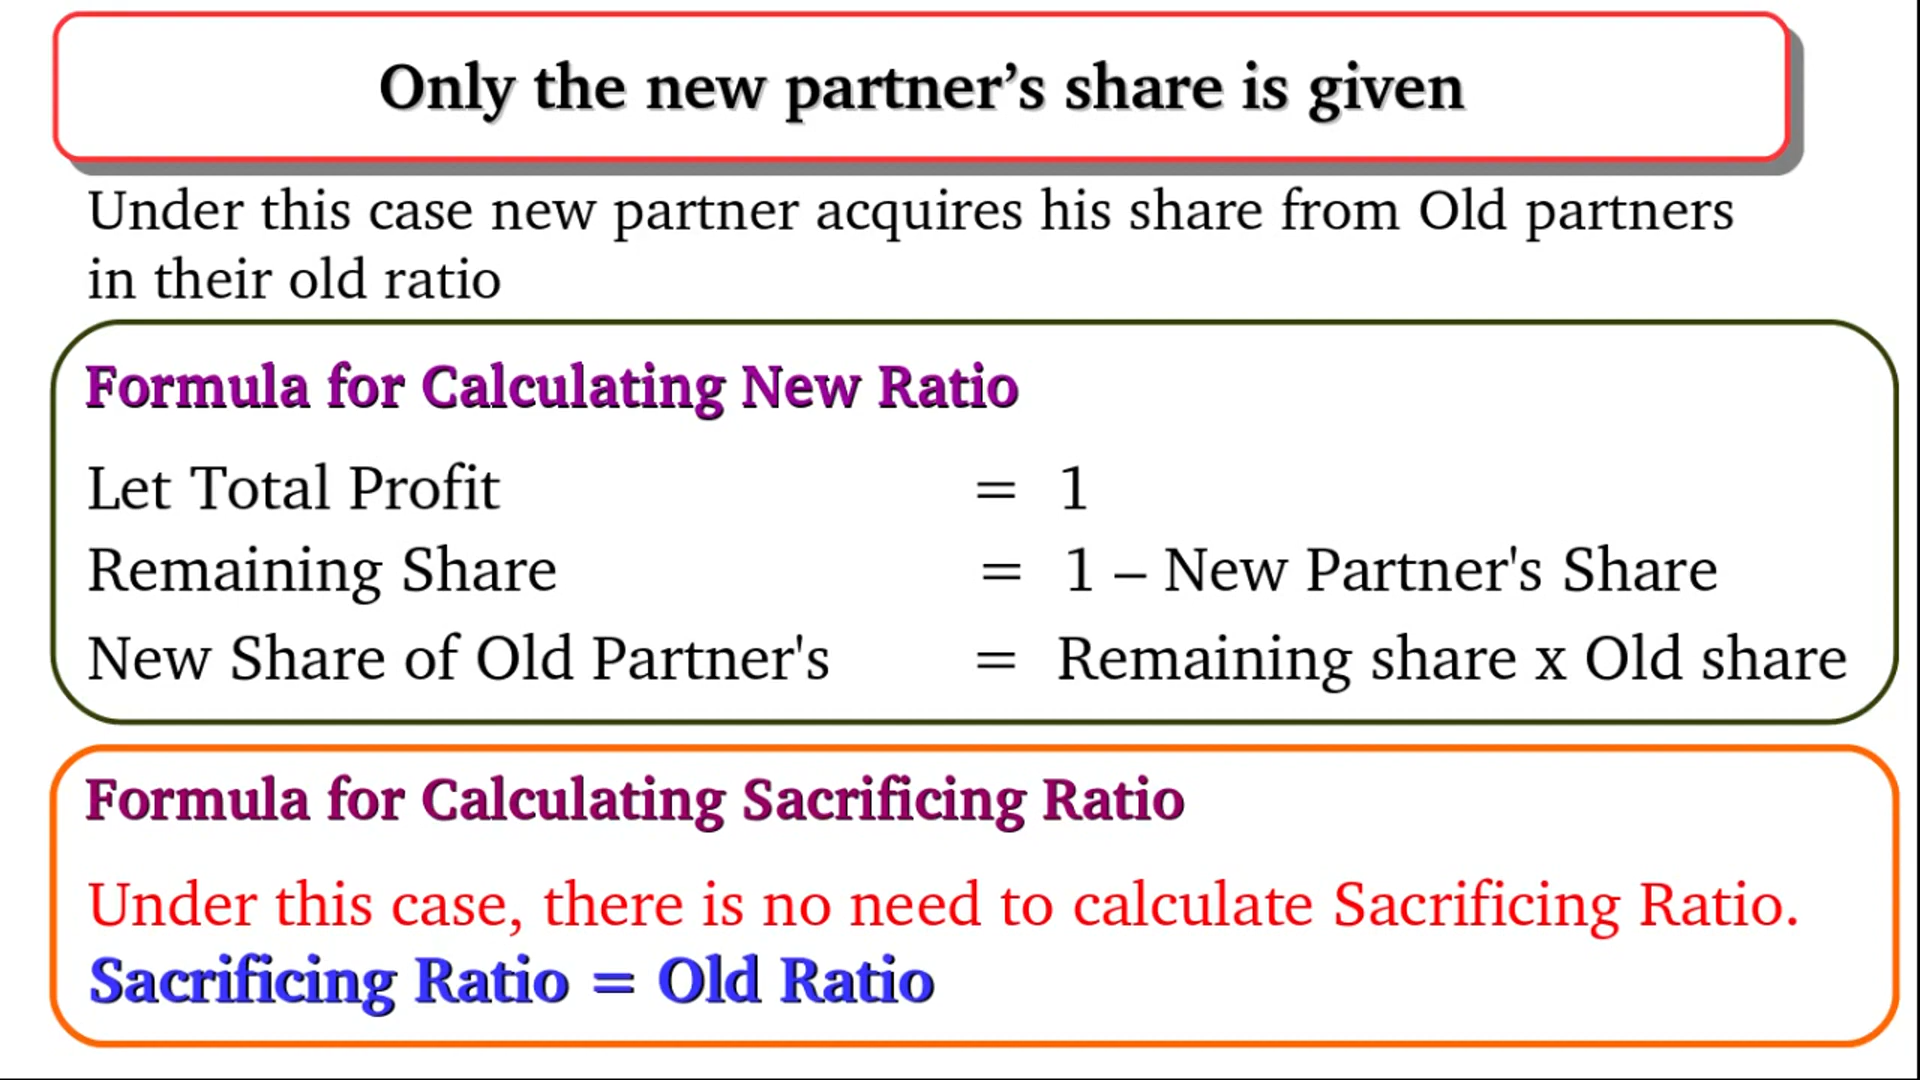 Only the new partner’s share is given
Under this case new partner acquires his share from Old partners
in their old ratio
Formula for Calculating New Ratio
Let Total Profit = 1
Remaining Share = 1 – New Partner's Share
New Share of Old Partner's = Remaining share x Old share
Formula for Calculating Sacrificing Ratio
Under this case, there is no need to calculate Sacrificing Ratio.
Sacrificing Ratio = Old Ratio